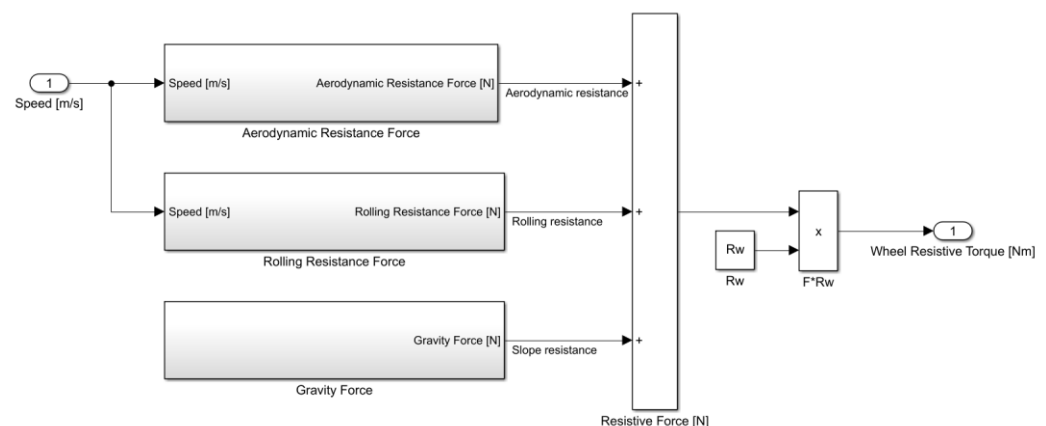 1
Speed [m/s]
Speed [m/s]
Aerodynamic Resistance Force [N]
Aerodynamic Resistance Force
Aerodynamic resistance
+
Speed [m/s]
Rolling Resistance Force [N]
Rolling Resistance Force
Rolling resistance
+
Gravity Force [N]
Gravity Force
Slope resistance
+
Resistive Force [N]
Rw
Rw
x
F*Rw
1
Wheel Resistive Torque [Nm]